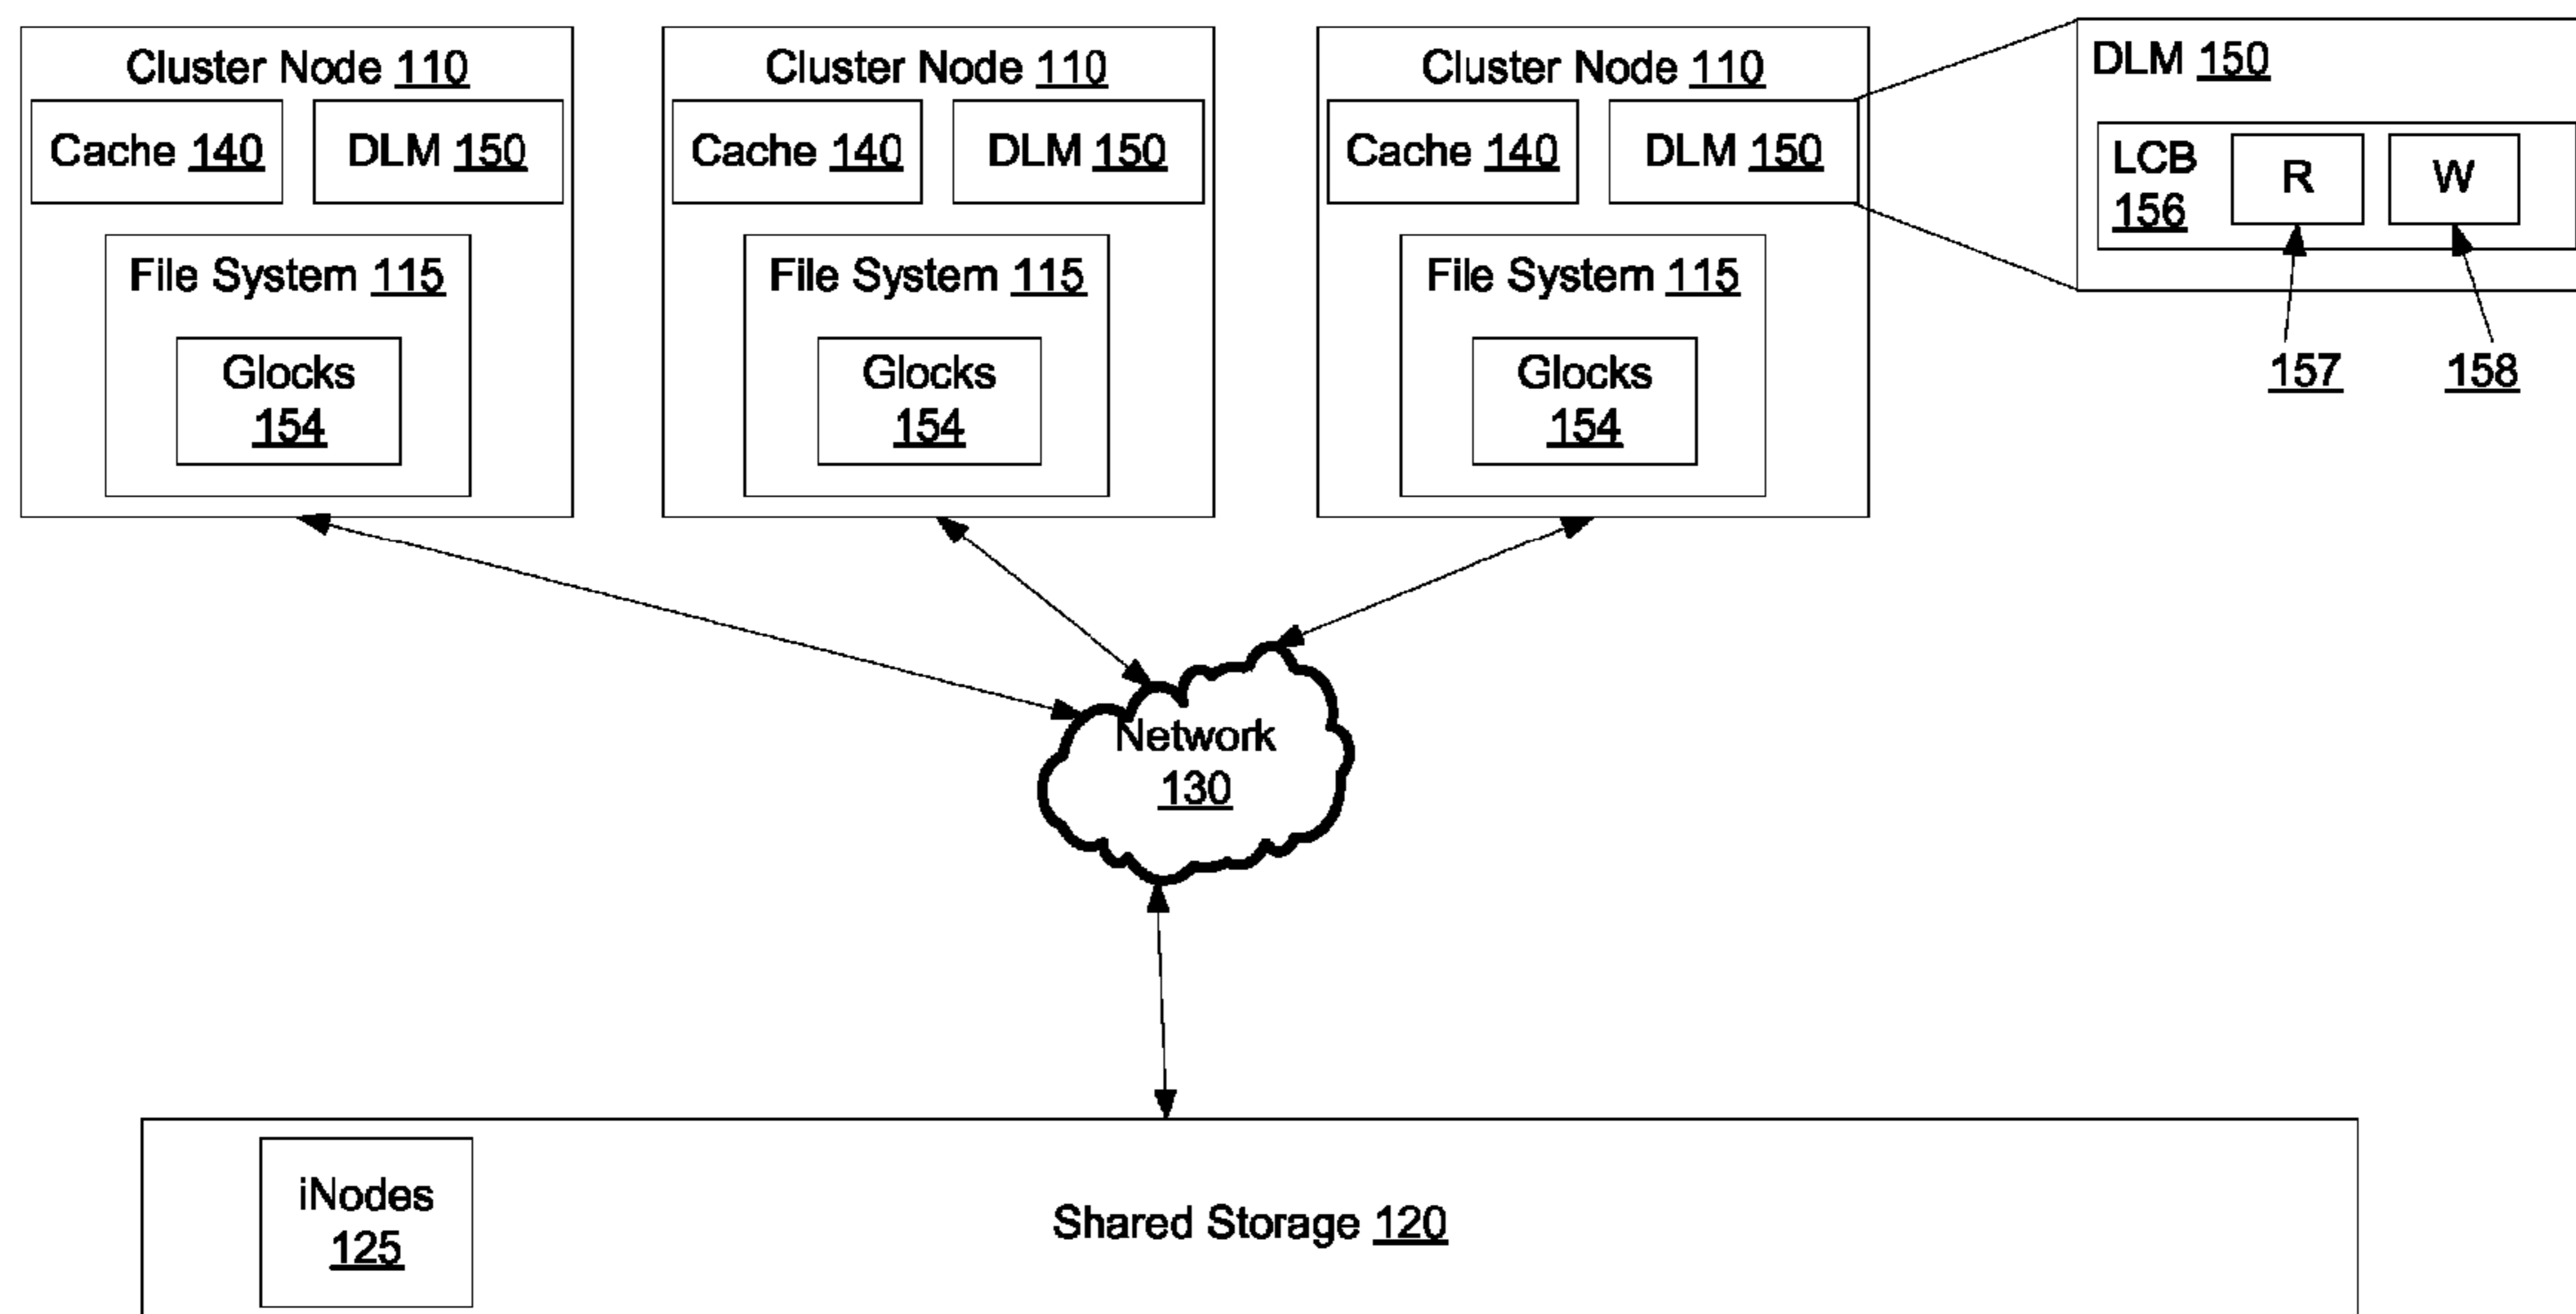 Cluster Node 110
Cache 140
DLM 150
File System 115
Glocks
154
Cluster Node 110
Cache 140
DLM 150
File System 115
Glocks
154
Cluster Node 110
Cache 140
DLM 150
File System 115
Glocks
154
DLM 150
LCB
156
R
W
157
158
Network
130
iNodes
125
Shared Storage 120